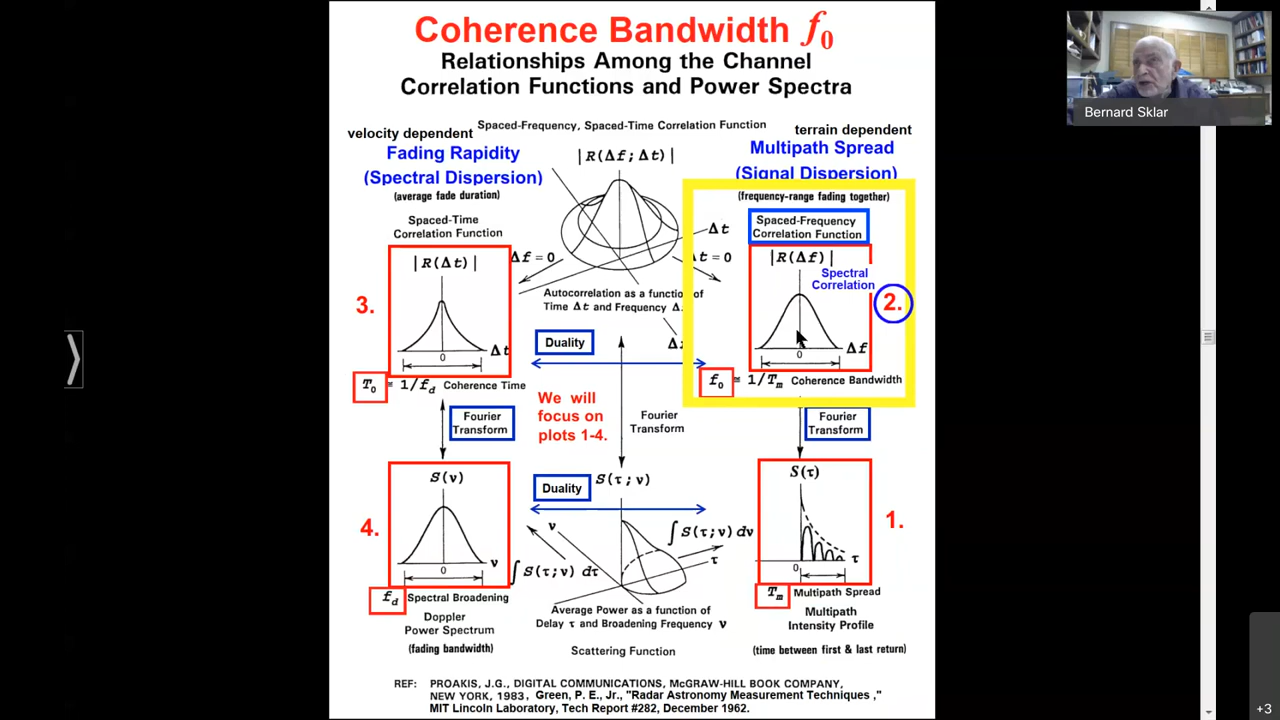 Coherence Bandwidth f0
Relationships Among the Channel
Correlation Functions and Power Spectra
Spaced-Frequency, Spaced-Time Correlation Function
velocity dependent
Fading Rapidity
(Spectral Dispersion)
(average fade duration)
Spaced-Time
Correlation Function
|R(Δt)|
3.
0
Δt
T0 ≅ 1/fd Coherence Time
|R(Δf;Δt)|
Δt
Δf=0
Δt=0
Autocorrelation as a function of
Time Δt and Frequency Δ
Duality
We will
focus on
plots 1-4.
Fourier
Transform
terrain dependent
Multipath Spread
(Signal Dispersion)
(frequency-range fading together)
Spaced-Frequency
Correlation Function
|R(Δf)|
Spectral
Correlation
2.
0
Δf
f0 ≅ 1/Tm Coherence Bandwidth
Fourier
Transform
Fourier
Transform
S(ν)
4.
0
ν
fd Spectral Broadening
Doppler
Power Spectrum
(fading bandwidth)
Duality
S(τ;ν)
ν
∫S(τ;ν) dν
τ
∫S(τ;ν) dτ
Average Power as a function of
Delay τ and Broadening Frequency ν
Scattering Function
S(τ)
1.
0
τ
Tm Multipath Spread
Multipath
Intensity Profile
(time between first & last return)
REF: PROAKIS, J.G., DIGITAL COMMUNICATIONS, McGRAW-HILL BOOK COMPANY,
NEW YORK, 1983, Green, P. E., Jr., "Radar Astronomy Measurement Techniques ,"
MIT Lincoln Laboratory, Tech Report #282, December 1962.
Bernard Sklar
+3